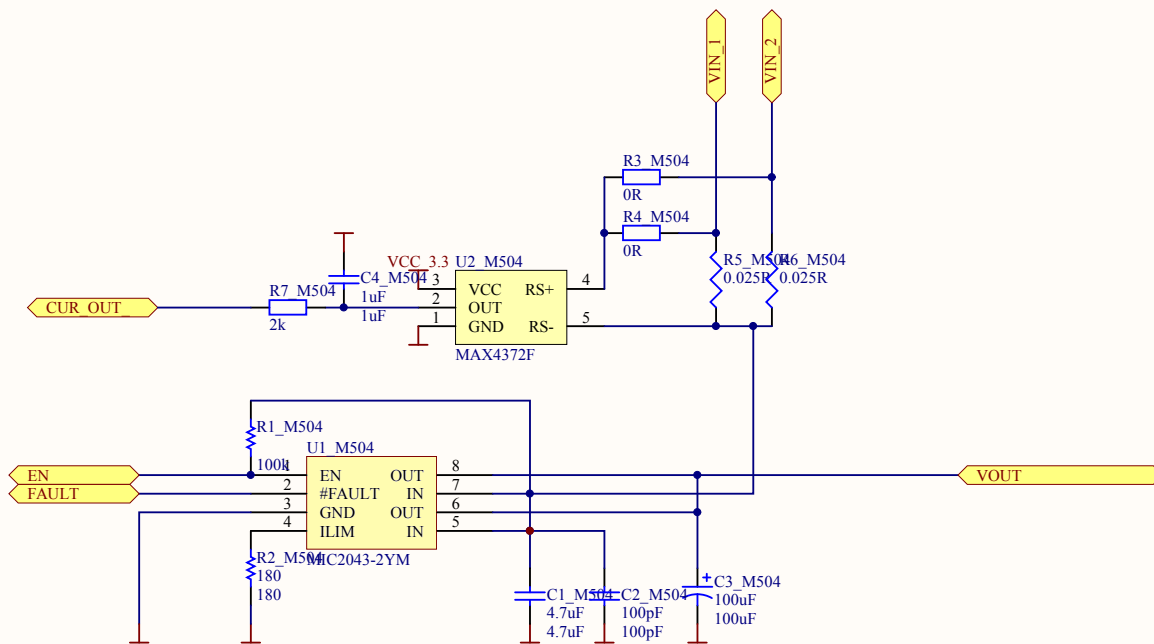 VIN_1
VIN_2
R3_M504
0R
R4_M504
0R
VCC_3.3
U2_M504
R5_M504
0.025R
R6_M504
0.025R
C4_M504
1uF
1uF
R7_M504
2k
CUR_OUT_
3
VCC
RS+
4
2
OUT
1
GND
RS-
5
MAX4372F
R1_M504
100k
U1_M504
EN
1
EN
OUT
8
VOUT
FAULT
2
#FAULT
IN
7
3
GND
OUT
6
4
ILIM
IN
5
R2_M504
180
180
MIC2043-2YM
C1_M504
4.7uF
4.7uF
C2_M504
100pF
100pF
+
C3_M504
100uF
100uF